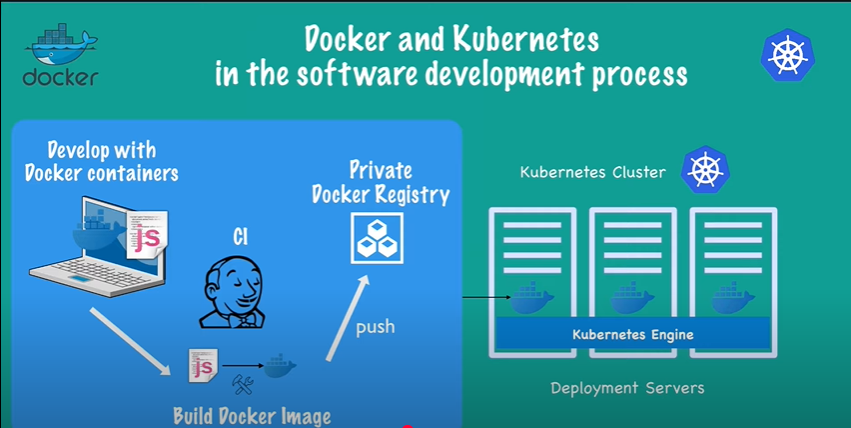 docker
Docker and Kubernetes
in the software development process
Develop with
Docker containers
JS
CI
Private
Docker Registry
push
JS
Build Docker Image
Kubernetes Cluster
Kubernetes Engine
Deployment Servers